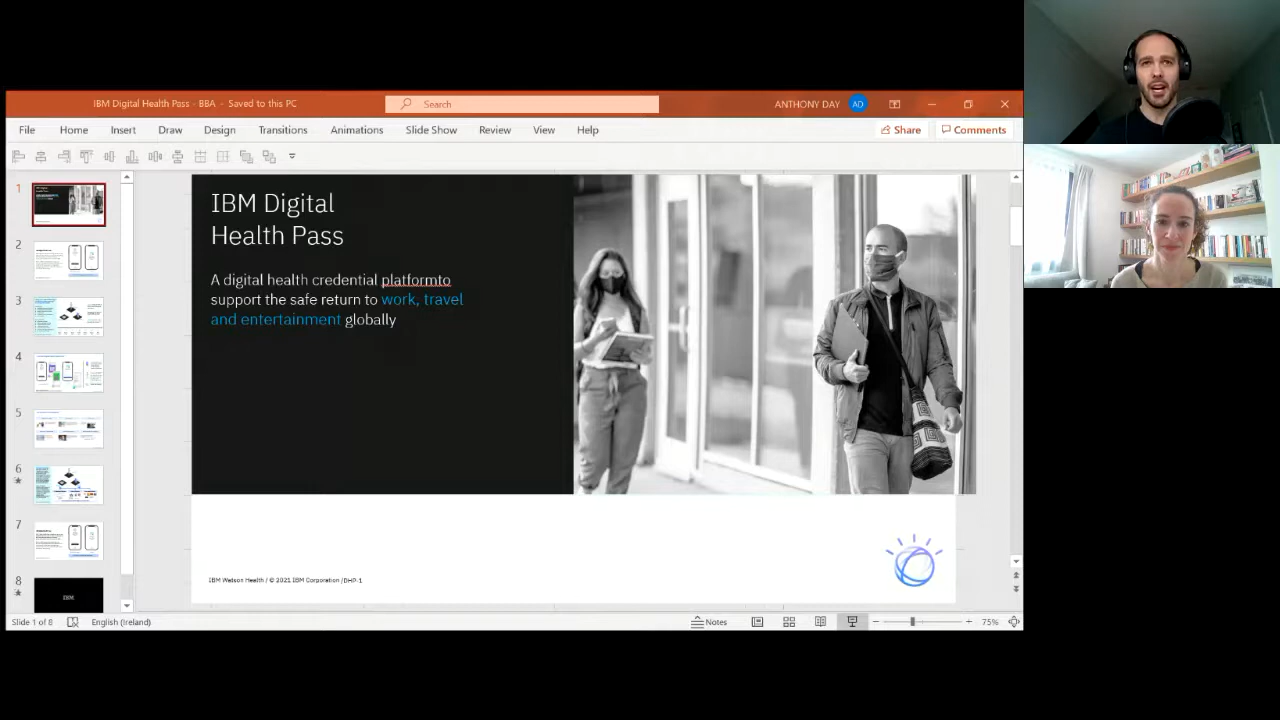 IBM Digital Health Pass - BBA - Saved to this PC
Search
ANTHONY DAY
AD
File Home Insert Draw Design Transitions Animations Slide Show Review View Help
Share
Comments
1
2
3
4
5
6
7
8
IBM Digital
Health Pass
A digital health credential platformto
support the safe return to work, travel
and entertainment globally
IBM Watson Health / © 2021 IBM Corporation / DHP-1
IBM
Slide 1 of 8
English (Ireland)
Notes
75%